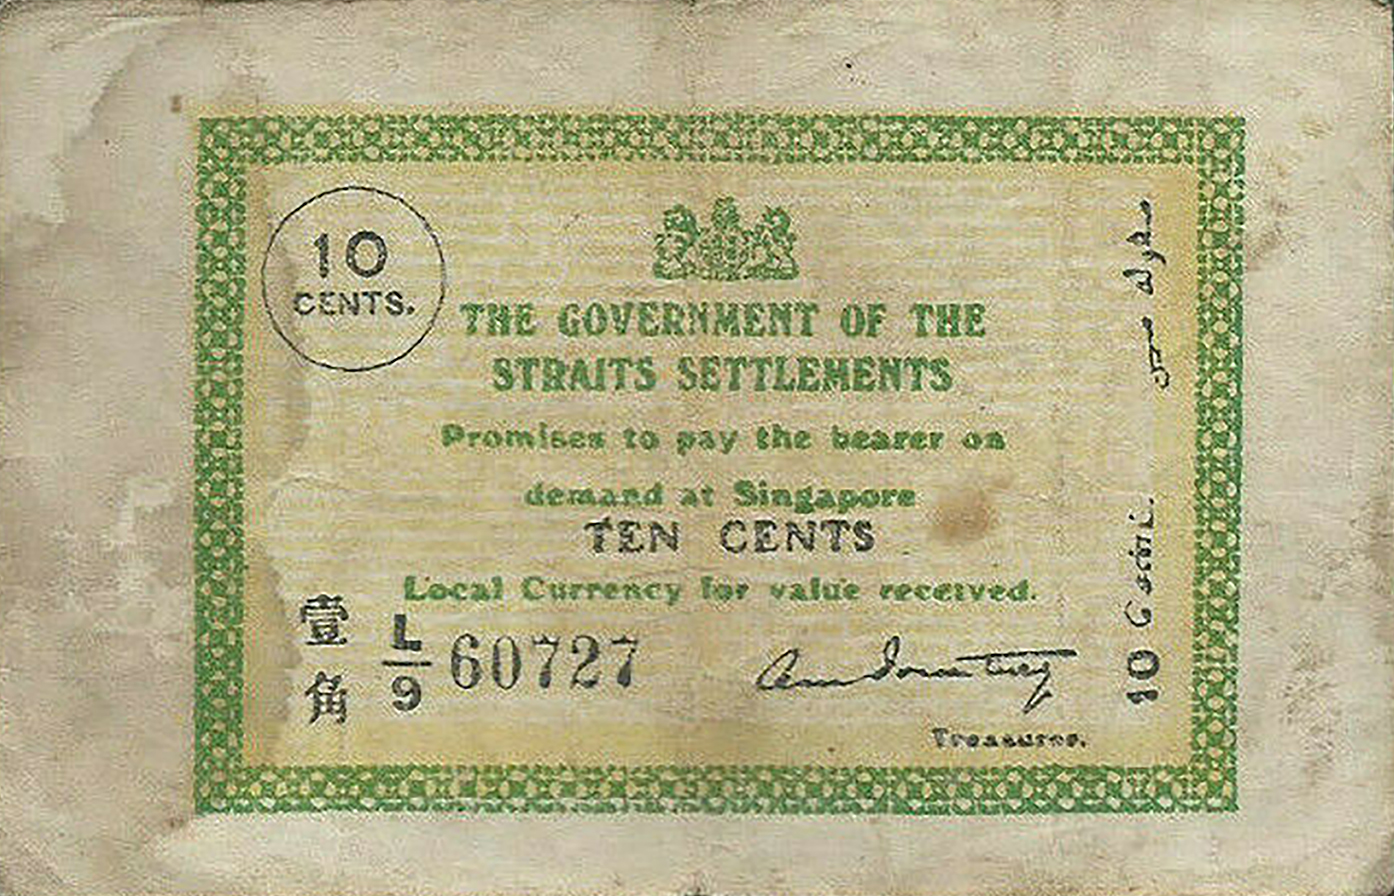 10
CENTS.
THE GOVERNMENT OF THE
STRAITS SETTLEMENTS
Promises to pay the bearer on
demand at Singapore
TEN CENTS
Local Currency for value received.
壹
角
L/9 60727
Treasurer.
10